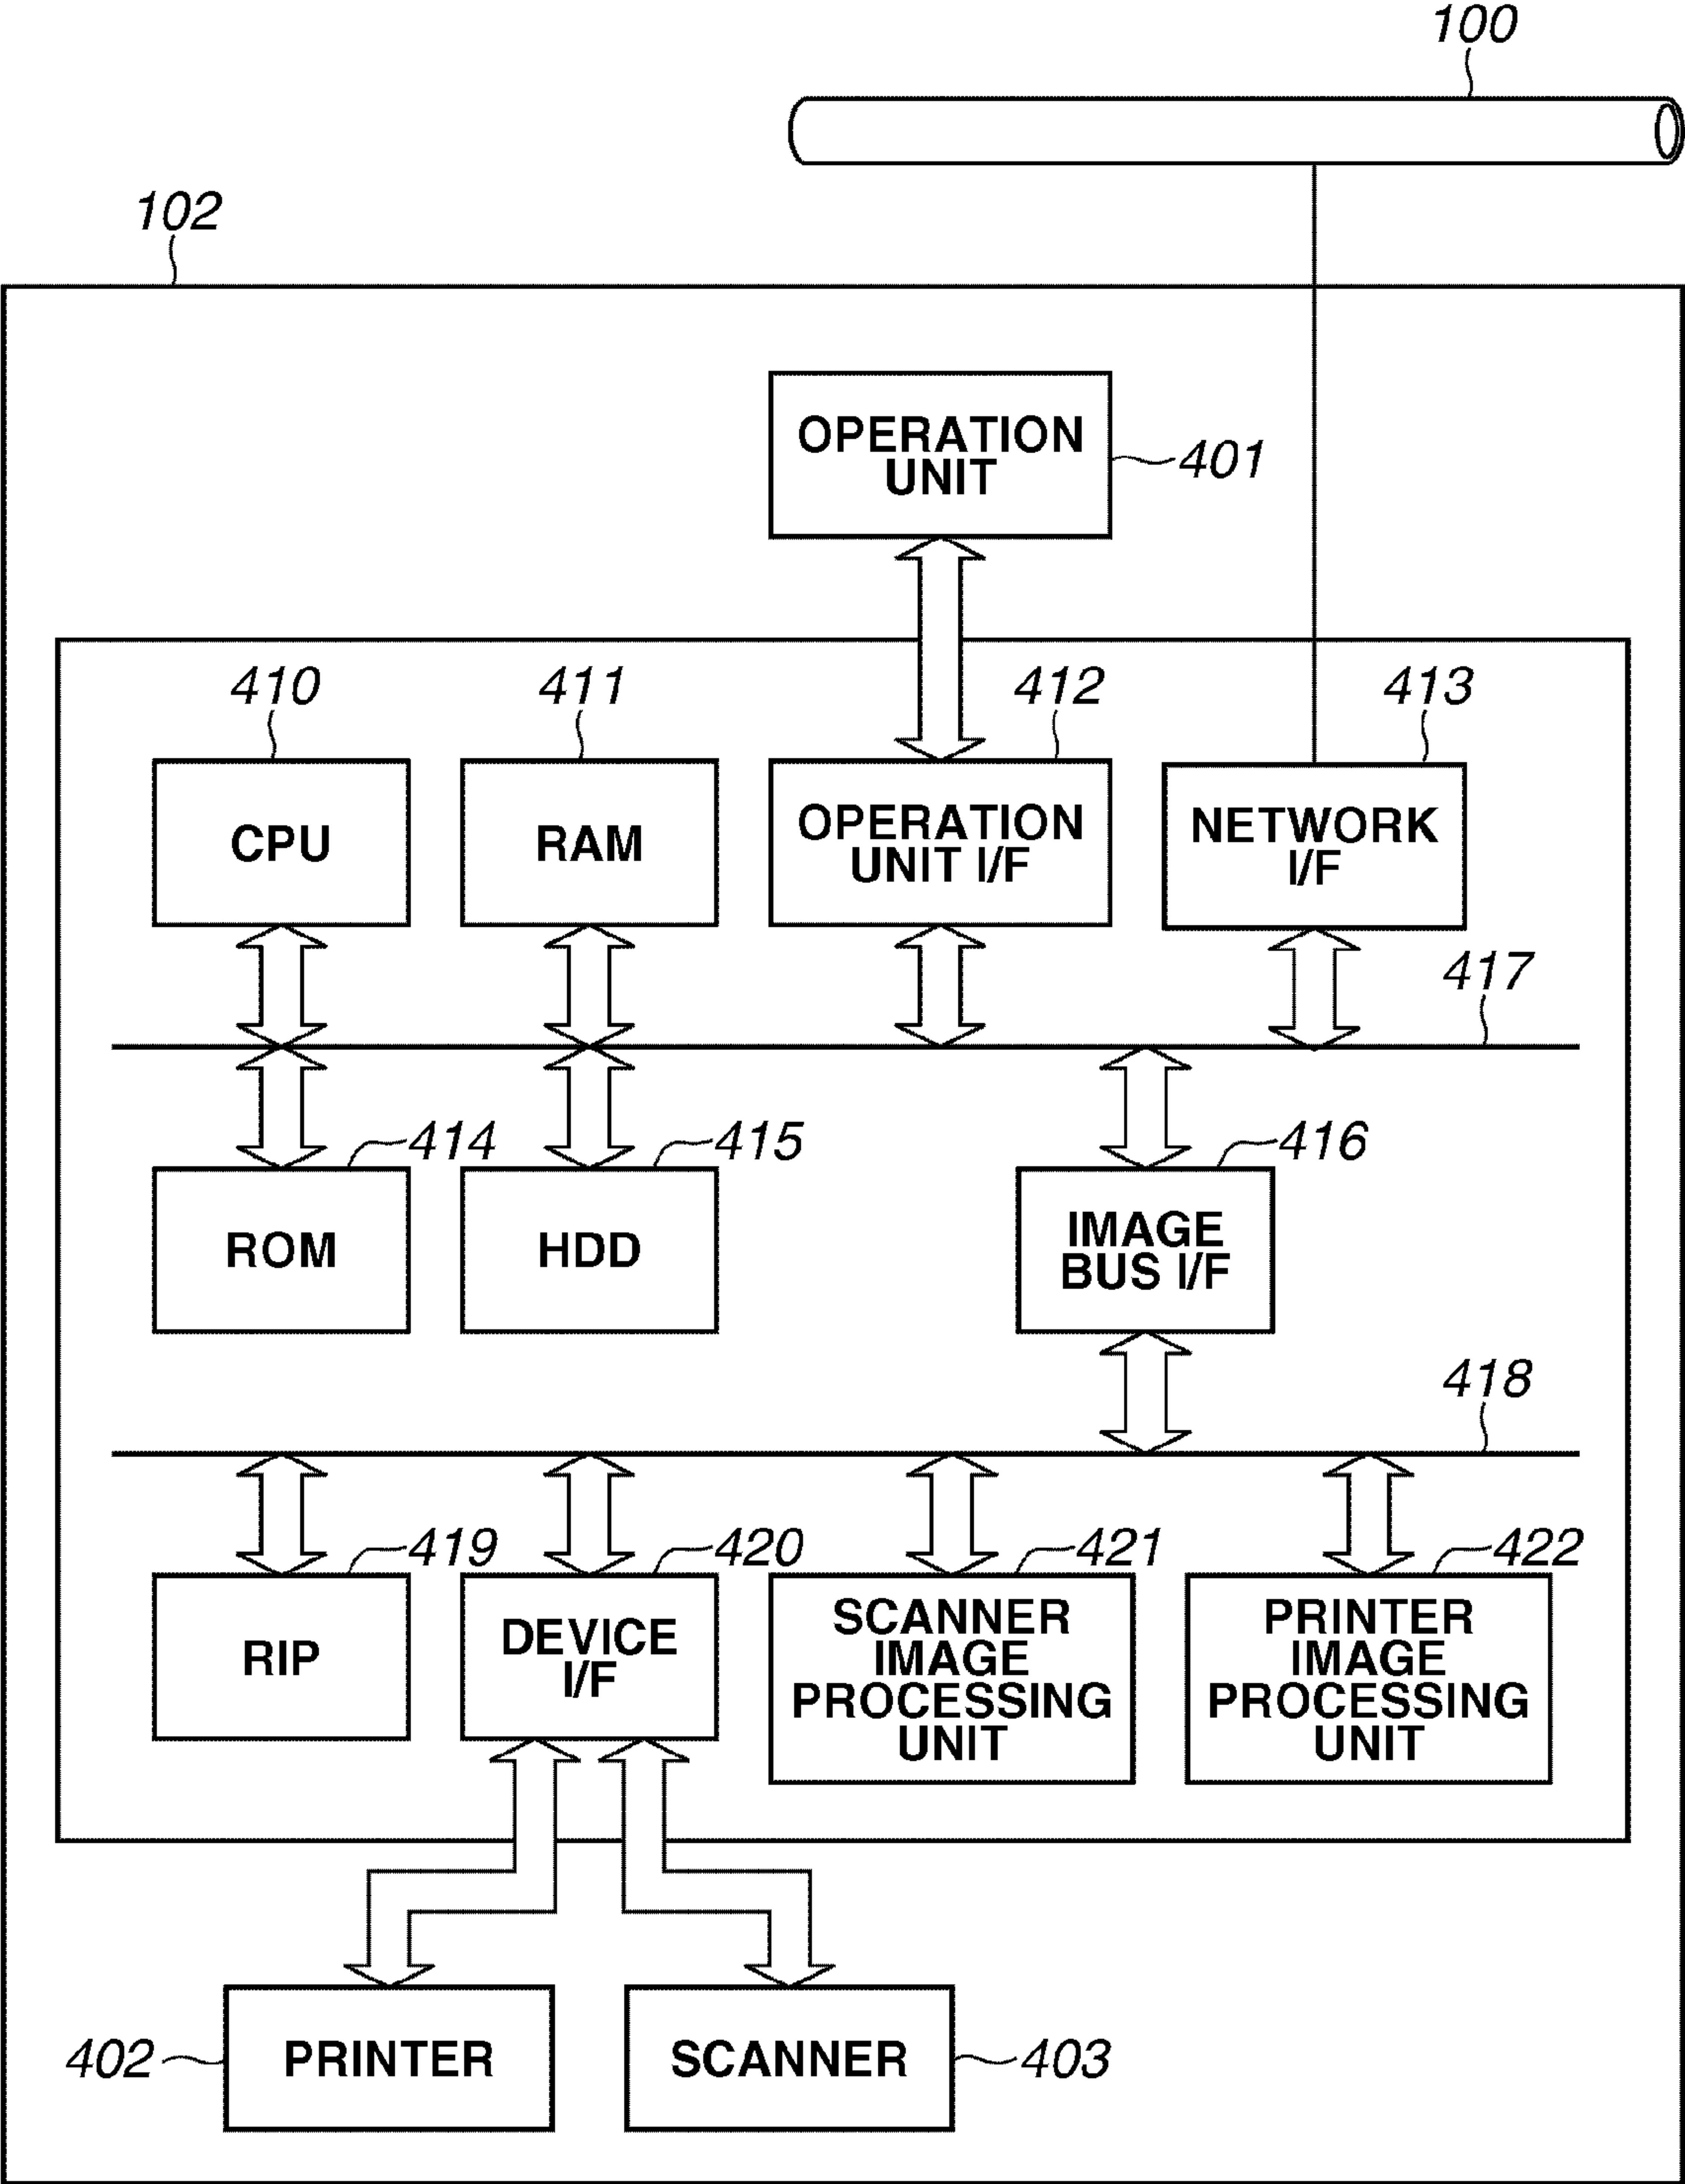 100
102
OPERATION
UNIT
401
410
411
412
413
CPU
RAM
OPERATION
UNIT I/F
NETWORK
I/F
417
414
415
416
ROM
HDD
IMAGE
BUS I/F
418
419
420
421
422
RIP
DEVICE
I/F
SCANNER
IMAGE
PROCESSING
UNIT
PRINTER
IMAGE
PROCESSING
UNIT
402
PRINTER
SCANNER
403